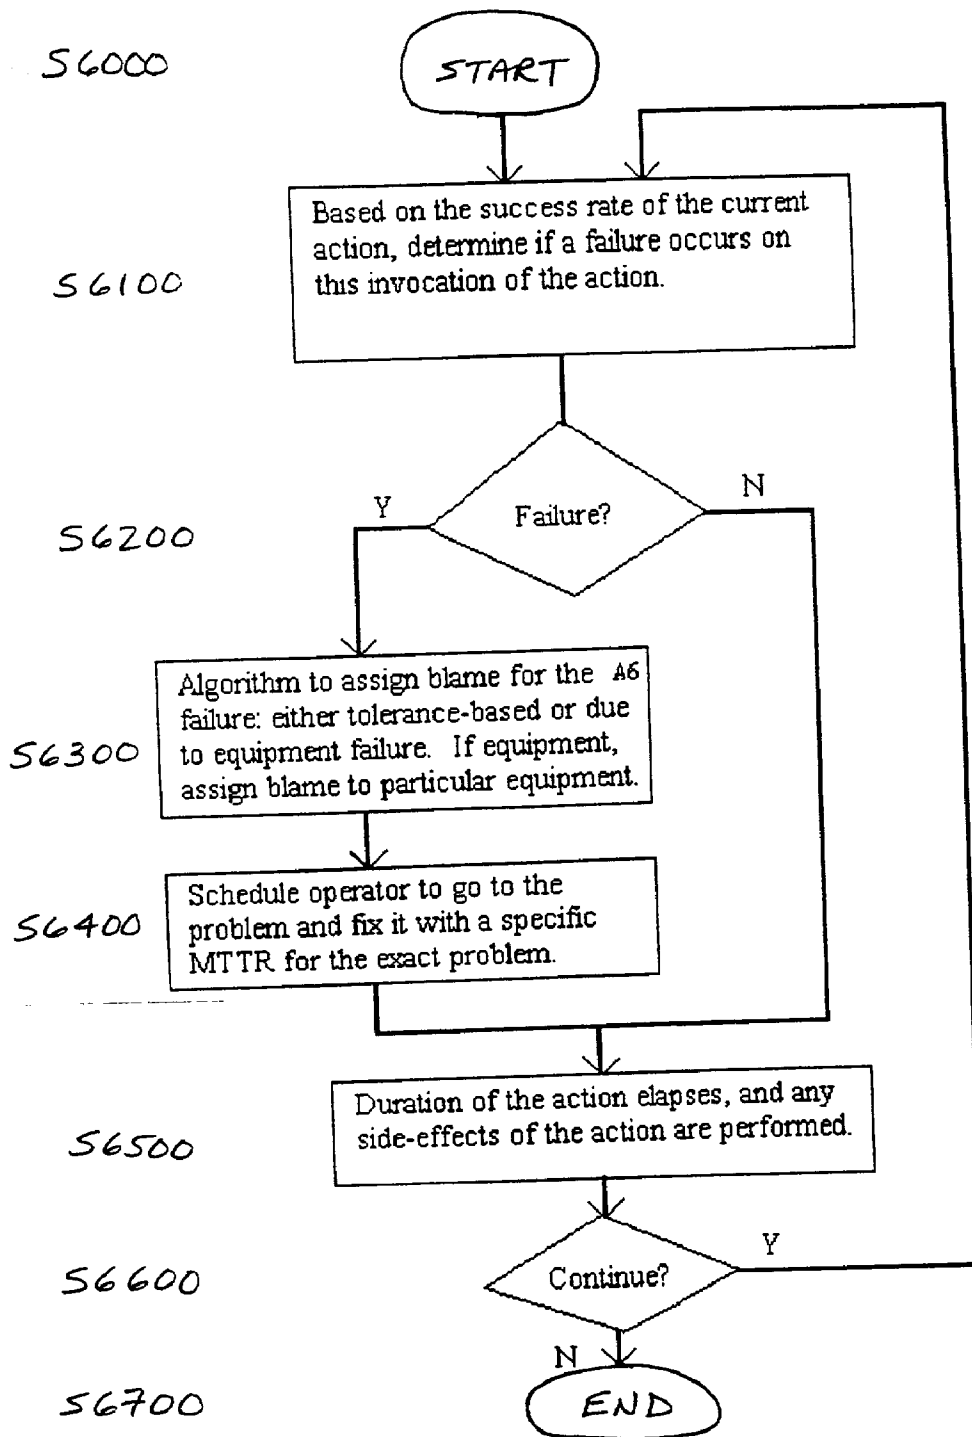 S6000
START
Based on the success rate of the current
action, determine if a failure occurs on
this invocation of the action.
S6100
Y
N
Failure?
S6200
Algorithm to assign blame for the A6
failure: either tolerance-based or due
to equipment failure. If equipment,
assign blame to particular equipment.
S6300
Schedule operator to go to the
problem and fix it with a specific
MTTR for the exact problem.
S6400
Duration of the action elapses, and any
side-effects of the action are performed.
S6500
Y
Continue?
S6600
N
END
S6700